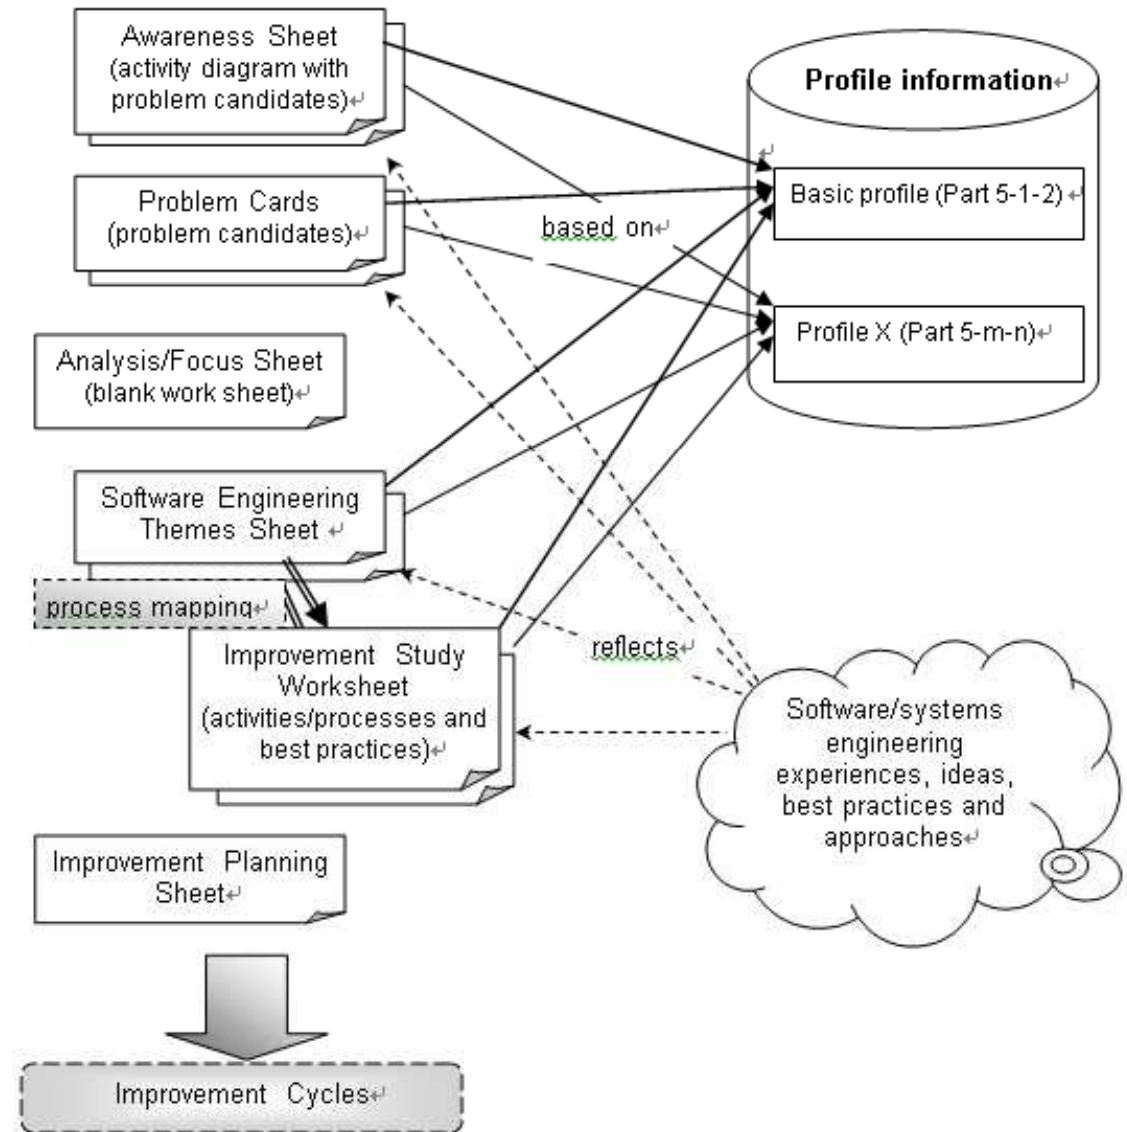 Awareness Sheet
(activity diagram with
problem candidates)
Profile information
Problem Cards
(problem candidates)
Basic profile (Part 5-1-2)
based on
Profile X (Part 5-m-n)
Analysis/Focus Sheet
(blank work sheet)
Software Engineering
Themes Sheet
process mapping
Improvement Study
Worksheet
(activities/processes and
best practices)
reflects
Software/systems
engineering
experiences, ideas,
best practices and
approaches
Improvement Planning
Sheet
Improvement Cycles